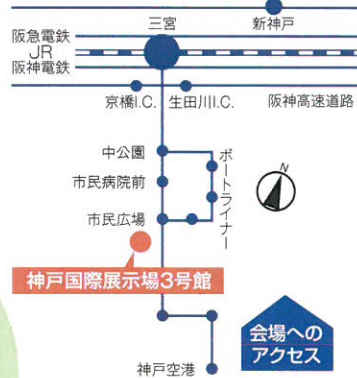 三宮
新神戸
阪急電鉄
JR
阪神電鉄
京橋I.C.
生田川I.C.
阪神高速道路
中公園
ポートライナー
市民病院前
市民広場
N
神戸国際展示場3号館
会場への
アクセス
神戸空港